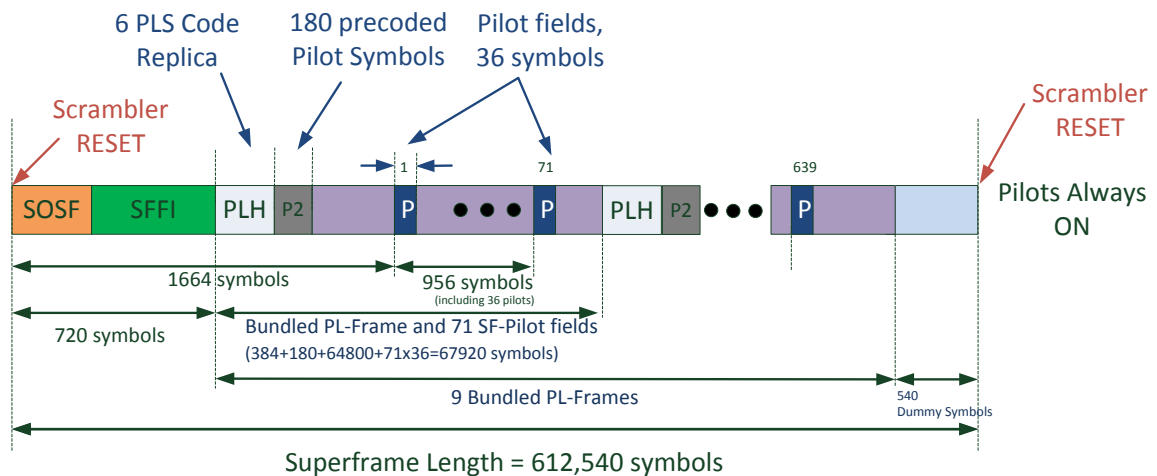 6 PLS Code
Replica
180 precoded
Pilot Symbols
Pilot fields,
36 symbols
Scrambler
RESET
Scrambler
RESET
1
71
639
SOSF
SFFI
PLH
P2
P
P
PLH
P2
P
Pilots Always
ON
1664 symbols
956 symbols
(including 36 pilots)
720 symbols
Bundled PL-Frame and 71 SF-Pilot fields
(384+180+64800+71x36=67920 symbols)
9 Bundled PL-Frames
540
Dummy Symbols
Superframe Length = 612,540 symbols